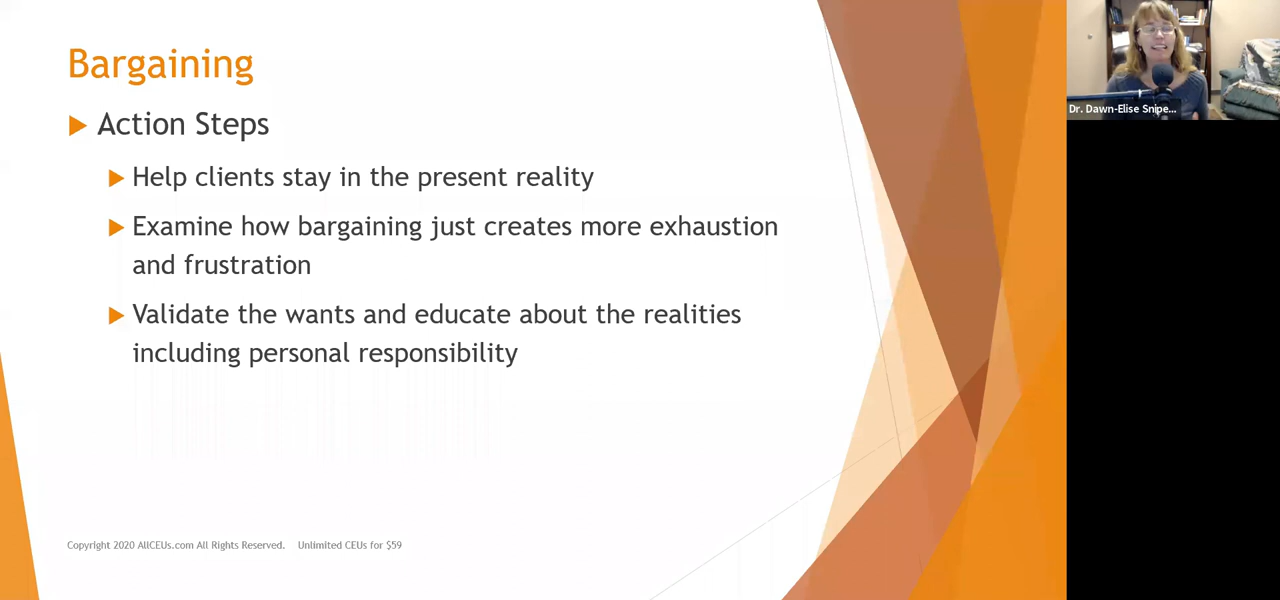 Bargaining
Action Steps
Help clients stay in the present reality
Examine how bargaining just creates more exhaustion
and frustration
Validate the wants and educate about the realities
including personal responsibility
Copyright 2020 AllCEUs.com All Rights Reserved. Unlimited CEUs for $59
Dr. Dawn-Elise Snipe...